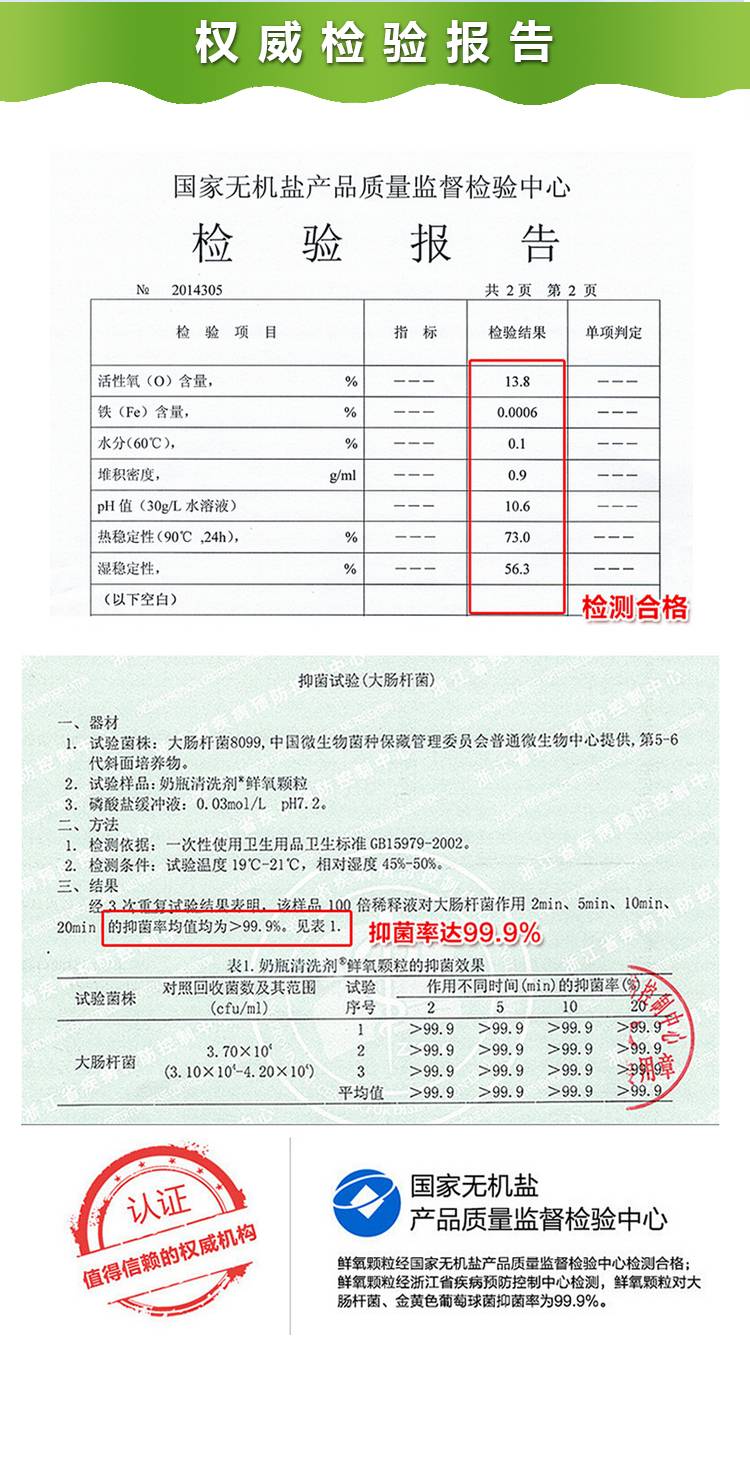 权威检验报告
国家无机盐产品质量监督检验中心
检 验 报 告
№ 2014305 共 2 页 第 2 页
检 验 项 目 指 标 检验结果 单项判定
活性氧（O）含量， % ——— 13.8 ———
铁（Fe）含量， % ——— 0.0006 ———
水分(60℃)， % ——— 0.1 ———
堆积密度， g/ml ——— 0.9 ———
pH 值（30g/L 水溶液） ——— 10.6 ———
热稳定性(90℃ ,24h)， % ——— 73.0 ———
湿稳定性， % ——— 56.3 ———
（以下空白）
检测合格
抑菌试验(大肠杆菌)
一、器材
1. 试验菌株：大肠杆菌8099,中国微生物菌种保藏管理委员会普通微生物中心提供,第5-6
代斜面培养物。
2. 试验样品:奶瓶清洗剂®鲜氧颗粒
3. 磷酸盐缓冲液：0.03mol/L pH7.2。
二、方法
1. 检测依据：一次性使用卫生用品卫生标准GB15979-2002。
2. 检测条件：试验温度19℃-21℃，相对湿度45%-50%。
三、结果
经 3 次重复试验结果表明，该样品 100 倍稀释液对大肠杆菌作用 2min、5min、10min、
20min 的抑菌率均值均为>99.9%。见表 1.
抑菌率达99.9%
表1.奶瓶清洗剂®鲜氧颗粒的抑菌效果
试验菌株 对照回收菌数及其范围 (cfu/ml) 试验序号 作用不同时间(min)的抑菌率(%)
2 5 10 20
1 >99.9 >99.9 >99.9 >99.9
大肠杆菌 3.70×10⁴ (3.10×10⁴-4.20×10⁴) 2 >99.9 >99.9 >99.9 >99.9
3 >99.9 >99.9 >99.9 >99.9
平均值 >99.9 >99.9 >99.9 >99.9
控制中心
用章
认证
值得信赖的权威机构
国家无机盐
产品质量监督检验中心
鲜氧颗粒经国家无机盐产品质量监督检验中心检测合格；
鲜氧颗粒经浙江省疾病预防控制中心检测，鲜氧颗粒对大
肠杆菌、金黄色葡萄球菌抑菌率为99.9%。